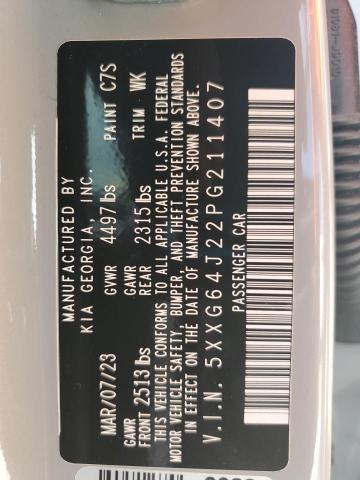 MANUFACTURED BY
KIA GEORGIA, INC.
MAR/07/23 GVWR 4497lbs PAINT C7S
GAWR FRONT 2513lbs GAWR REAR 2315lbs TRIM WK
THIS VEHICLE CONFORMS TO ALL APPLICABLE U.S.A. FEDERAL
MOTOR VEHICLE SAFETY, BUMPER, AND THEFT PREVENTION STANDARDS
IN EFFECT ON THE DATE OF MANUFACTURE SHOWN ABOVE.
V.I.N. 5XXG64J22PG211407
PASSENGER CAR